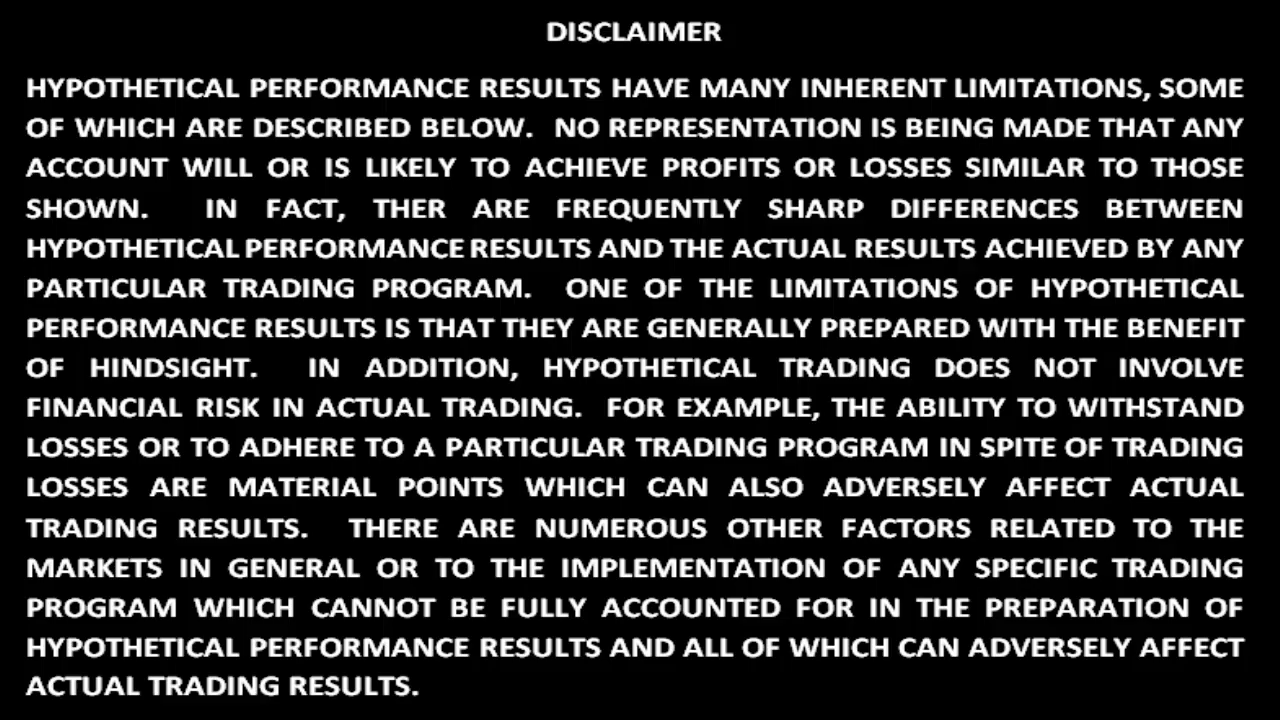 DISCLAIMER
HYPOTHETICAL PERFORMANCE RESULTS HAVE MANY INHERENT LIMITATIONS, SOME
OF WHICH ARE DESCRIBED BELOW.  NO REPRESENTATION IS BEING MADE THAT ANY
ACCOUNT WILL OR IS LIKELY TO ACHIEVE PROFITS OR LOSSES SIMILAR TO THOSE
SHOWN.  IN FACT, THER ARE FREQUENTLY SHARP DIFFERENCES BETWEEN
HYPOTHETICAL PERFORMANCE RESULTS AND THE ACTUAL RESULTS ACHIEVED BY ANY
PARTICULAR TRADING PROGRAM.  ONE OF THE LIMITATIONS OF HYPOTHETICAL
PERFORMANCE RESULTS IS THAT THEY ARE GENERALLY PREPARED WITH THE BENEFIT
OF HINDSIGHT.  IN ADDITION, HYPOTHETICAL TRADING DOES NOT INVOLVE
FINANCIAL RISK IN ACTUAL TRADING.  FOR EXAMPLE, THE ABILITY TO WITHSTAND
LOSSES OR TO ADHERE TO A PARTICULAR TRADING PROGRAM IN SPITE OF TRADING
LOSSES ARE MATERIAL POINTS WHICH CAN ALSO ADVERSELY AFFECT ACTUAL
TRADING RESULTS.  THERE ARE NUMEROUS OTHER FACTORS RELATED TO THE
MARKETS IN GENERAL OR TO THE IMPLEMENTATION OF ANY SPECIFIC TRADING
PROGRAM WHICH CANNOT BE FULLY ACCOUNTED FOR IN THE PREPARATION OF
HYPOTHETICAL PERFORMANCE RESULTS AND ALL OF WHICH CAN ADVERSELY AFFECT
ACTUAL TRADING RESULTS.